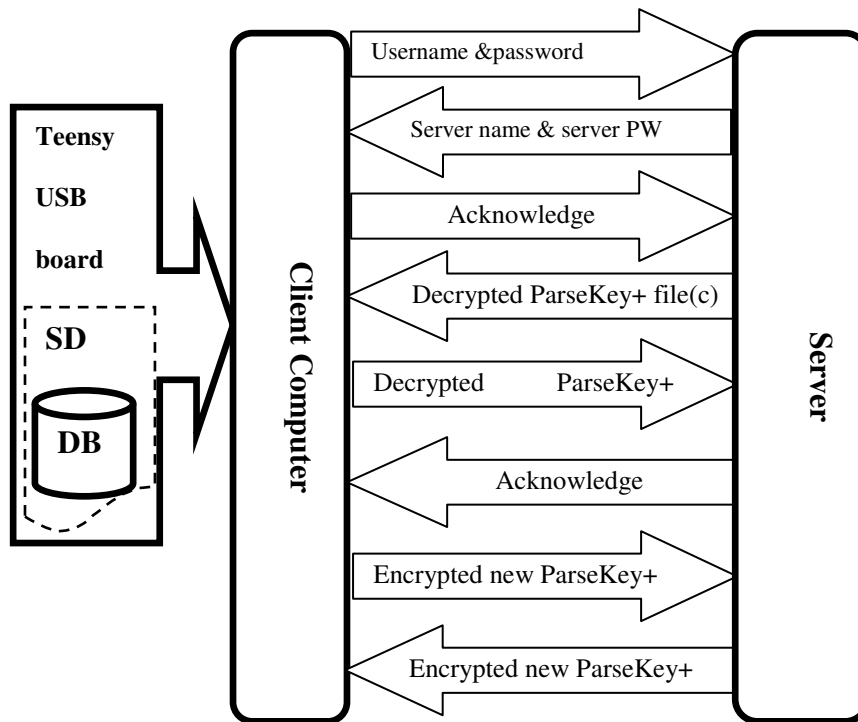 Teensy
USB
board
SD
DB
Client Computer
Username &password
Server name & server PW
Acknowledge
Decrypted ParseKey+ file(c)
Decrypted ParseKey+
Acknowledge
Encrypted new ParseKey+
Encrypted new ParseKey+
Server